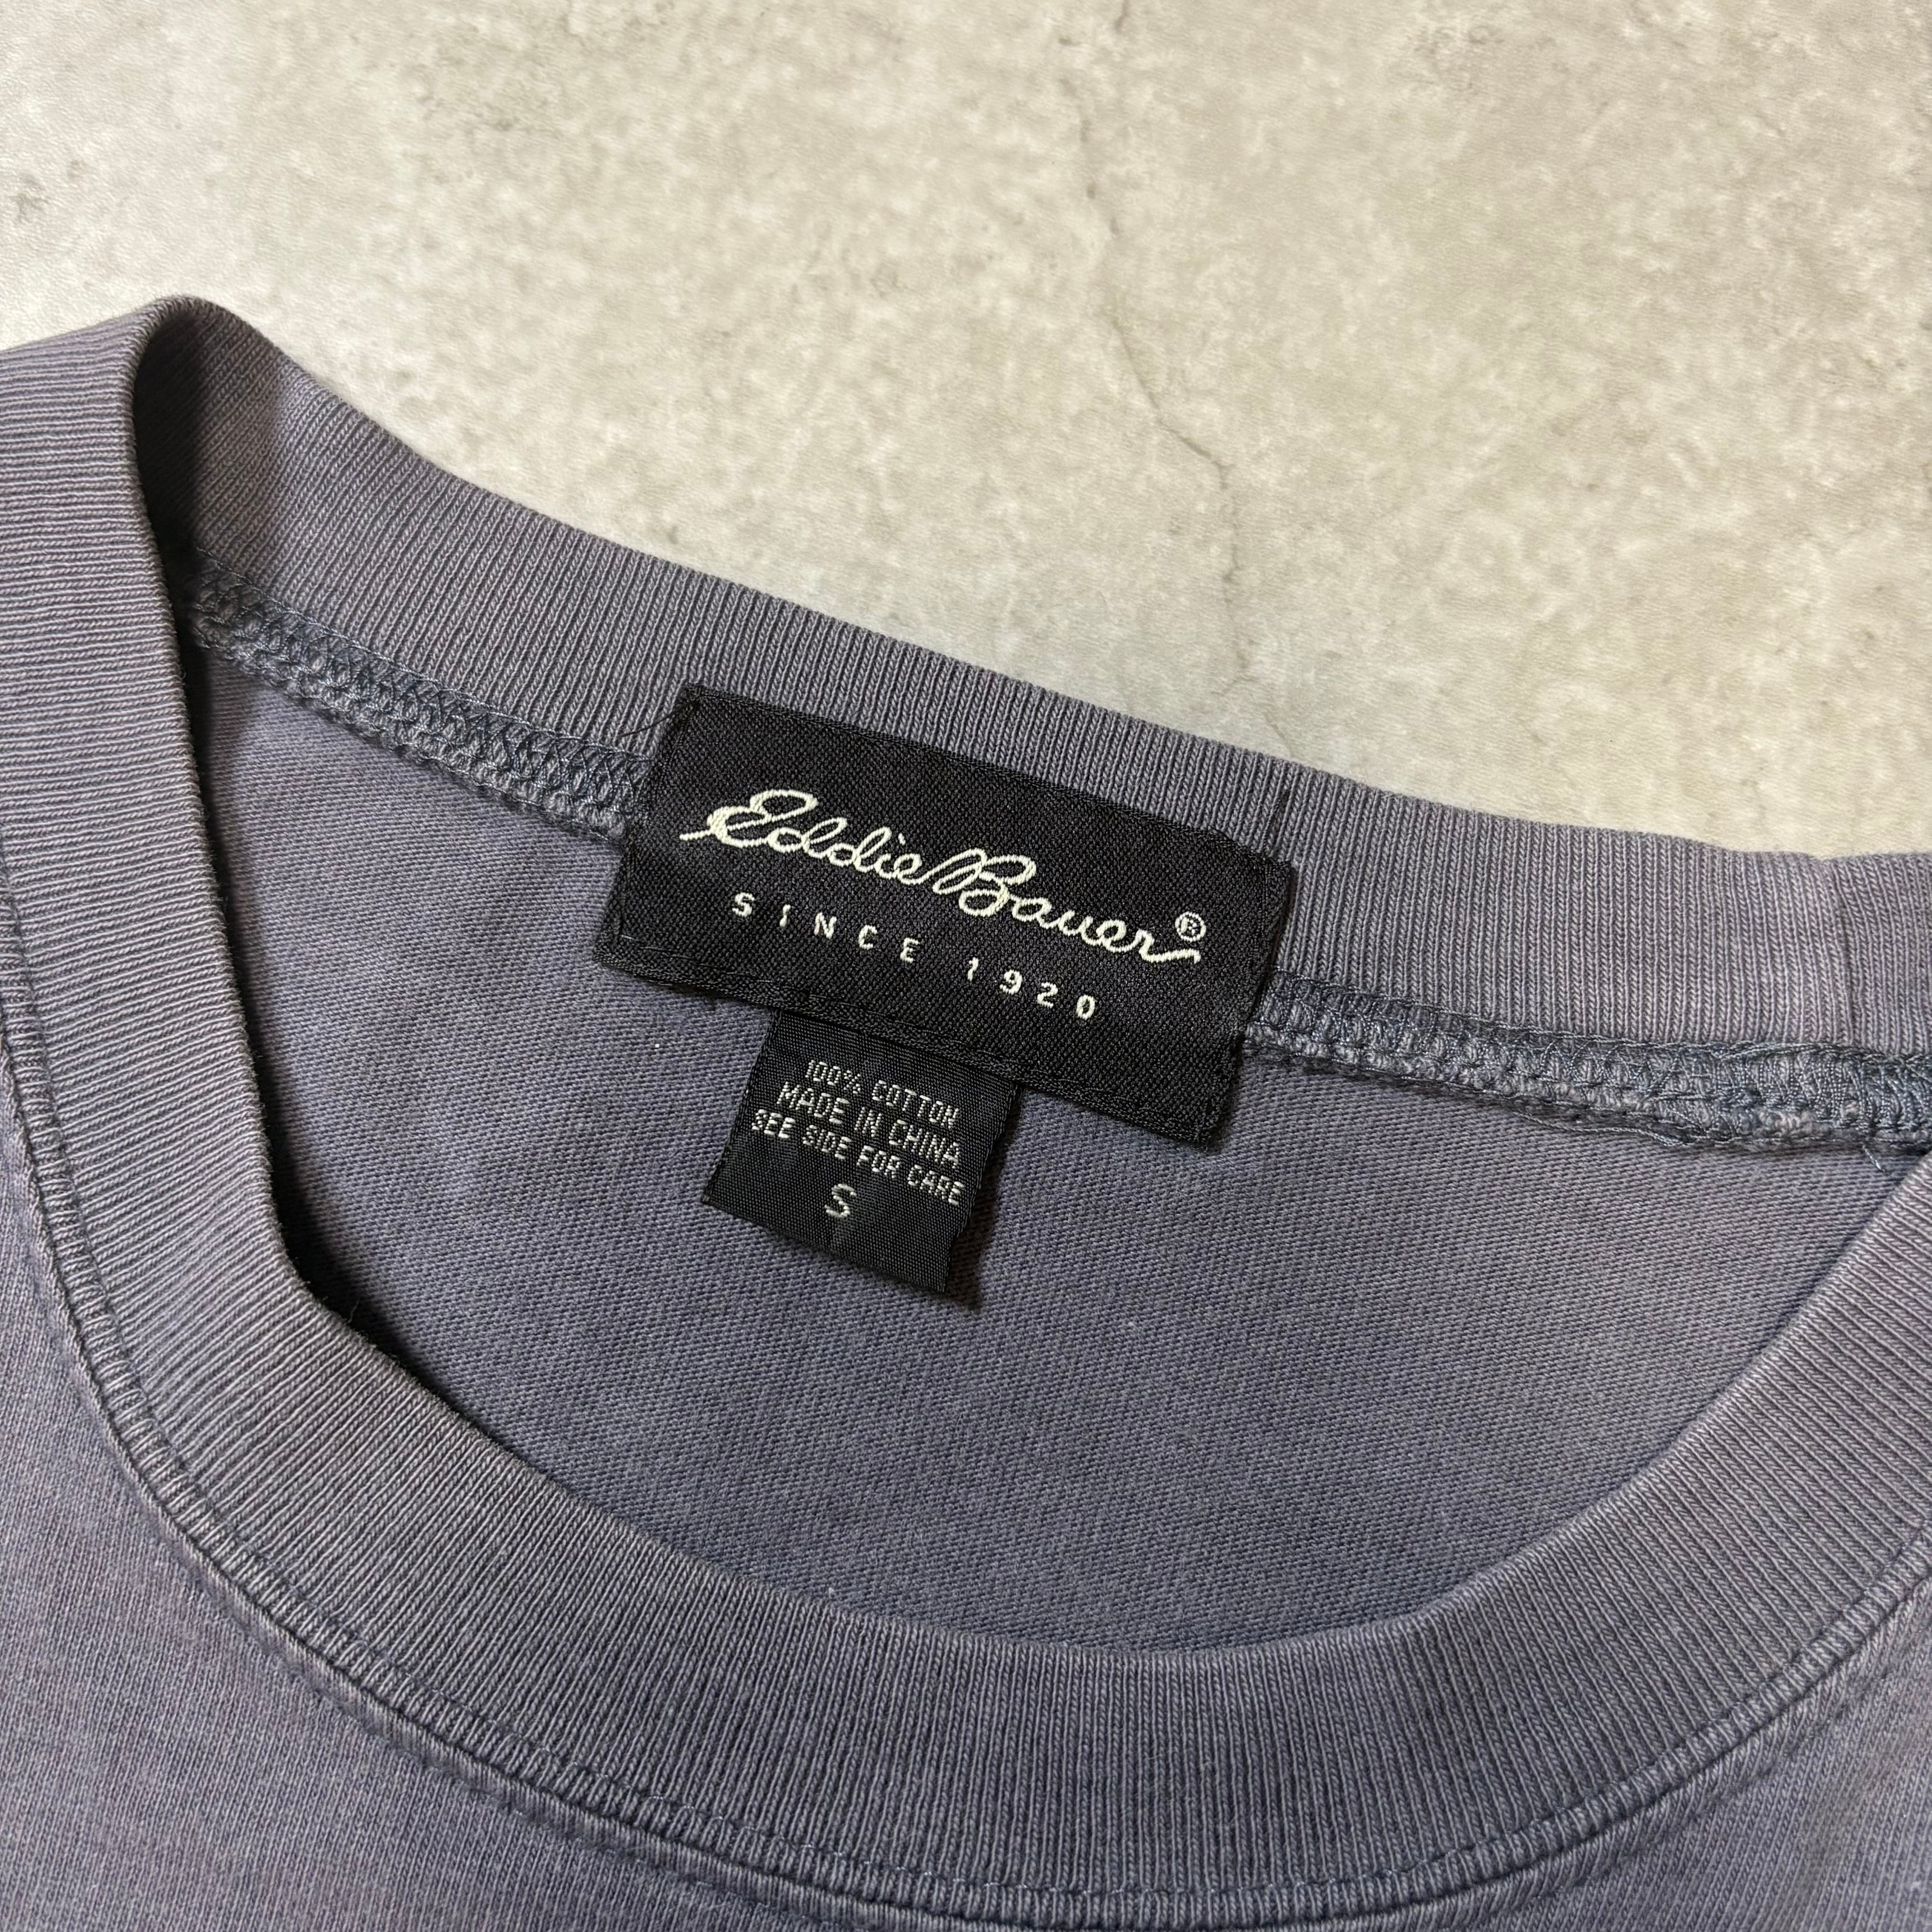 Eddie Bauer®
SINCE 1920
100% COTTON
MADE IN CHINA
SEE SIDE FOR CARE
S